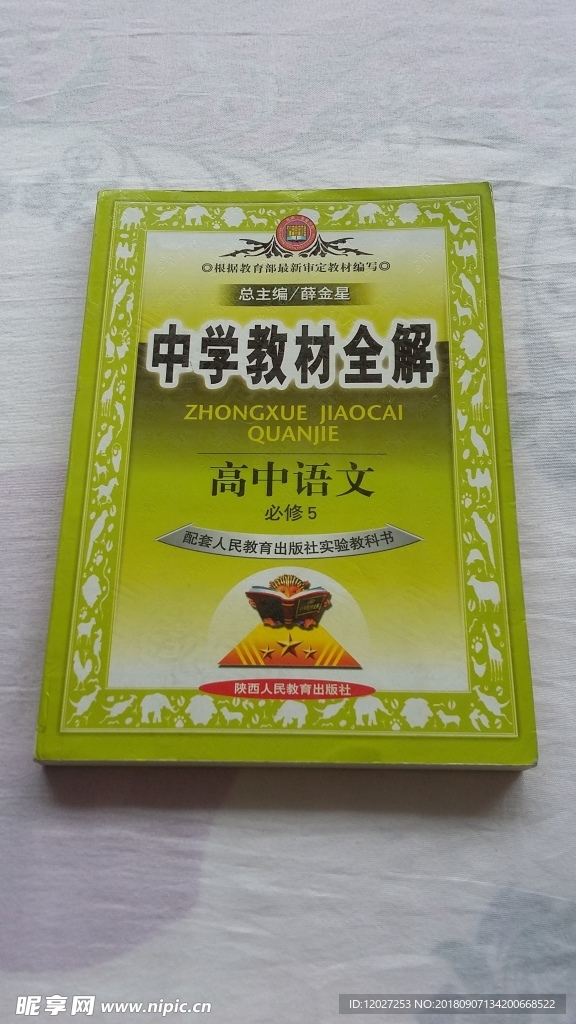 ◎根据教育部最新审定教材编写◎
总主编/薛金星
中学教材全解
ZHONGXUE JIAOCAI
QUANJIE
高中语文
必修5
配套人民教育出版社实验教科书
陕西人民教育出版社
昵享网 www.nipic.cn
ID:12027253 NO:20180907134200668522